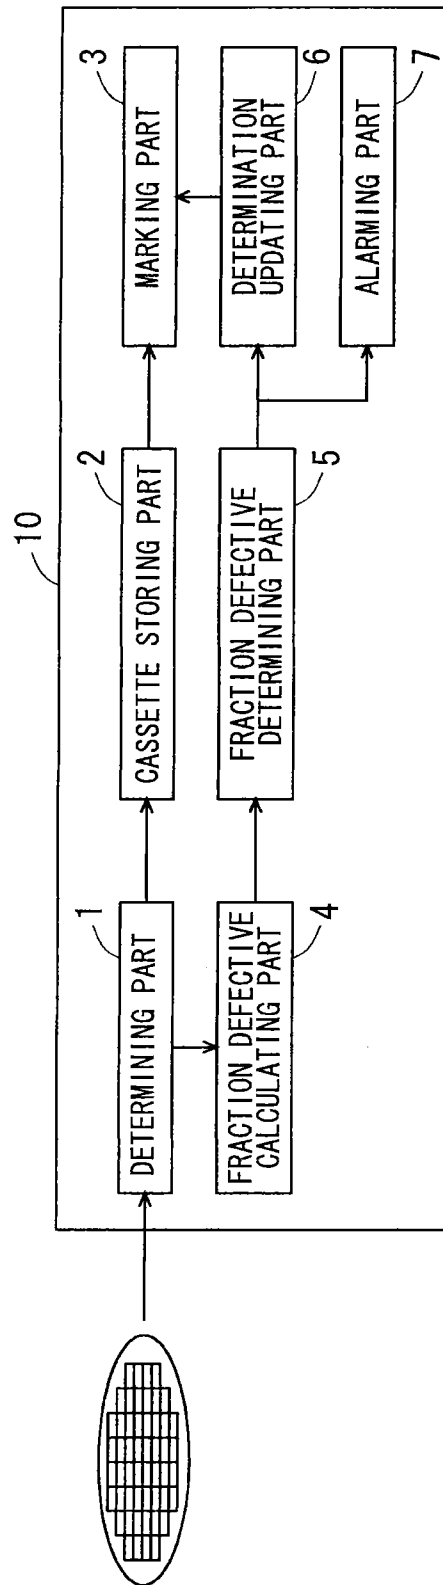 10
1
DETERMINING PART
2
CASSETTE STORING PART
3
MARKING PART
FRACTION DEFECTIVE
CALCULATING PART
4
FRACTION DEFECTIVE
DETERMINING PART
5
DETERMINATION
UPDATING PART
6
ALARMING PART
7